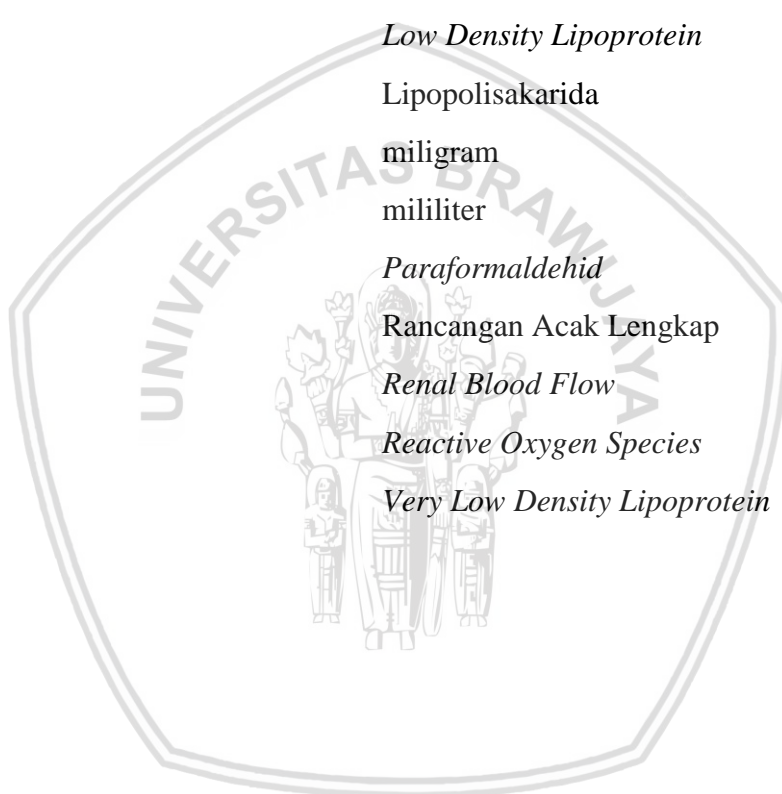 Low Density Lipoprotein
Lipopolisakarida
miligram
mililiter
Paraformaldehid
Rancangan Acak Lengkap
Renal Blood Flow
Reactive Oxygen Species
Very Low Density Lipoprotein
UNIVERSITAS BRAWIJAYA